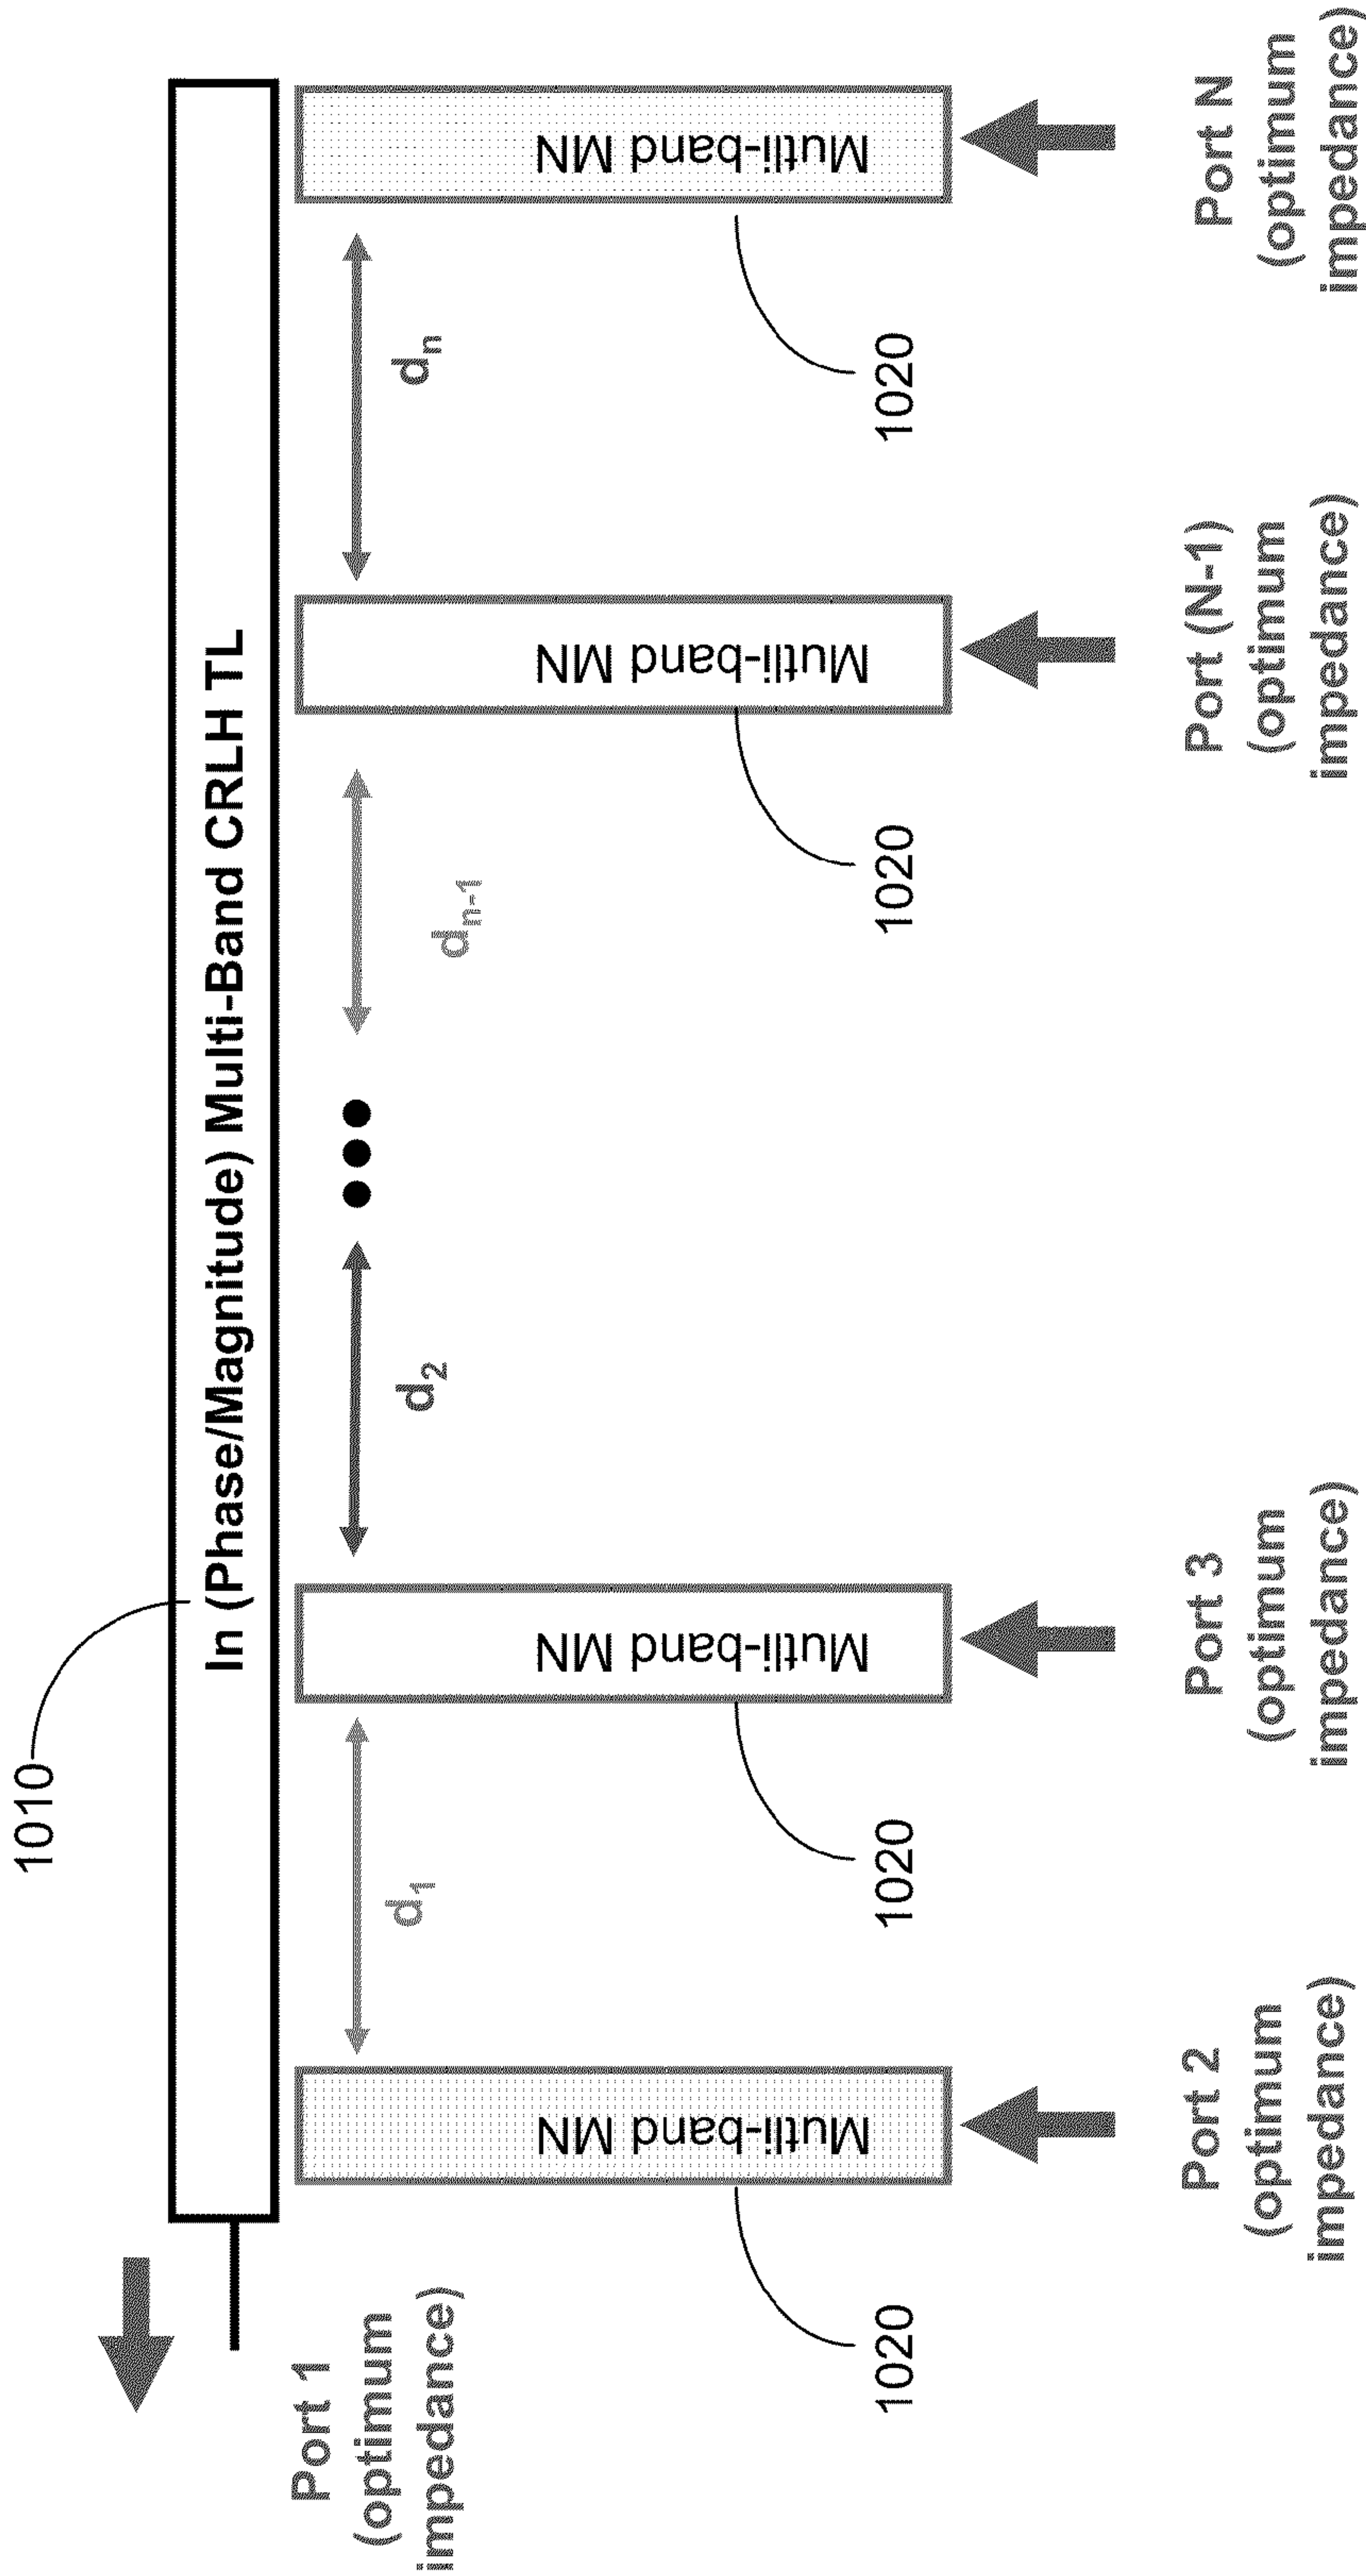 1010
In (Phase/Magnitude) Multi-Band CRLH TL
Port 1
(optimum
impedance)
d1
d2
dn-1
dn
Mutli-band MN
Mutli-band MN
Mutli-band MN
Mutli-band MN
1020
1020
1020
1020
Port 2
(optimum
impedance)
Port 3
(optimum
impedance)
Port (N-1)
(optimum
impedance)
Port N
(optimum
impedance)